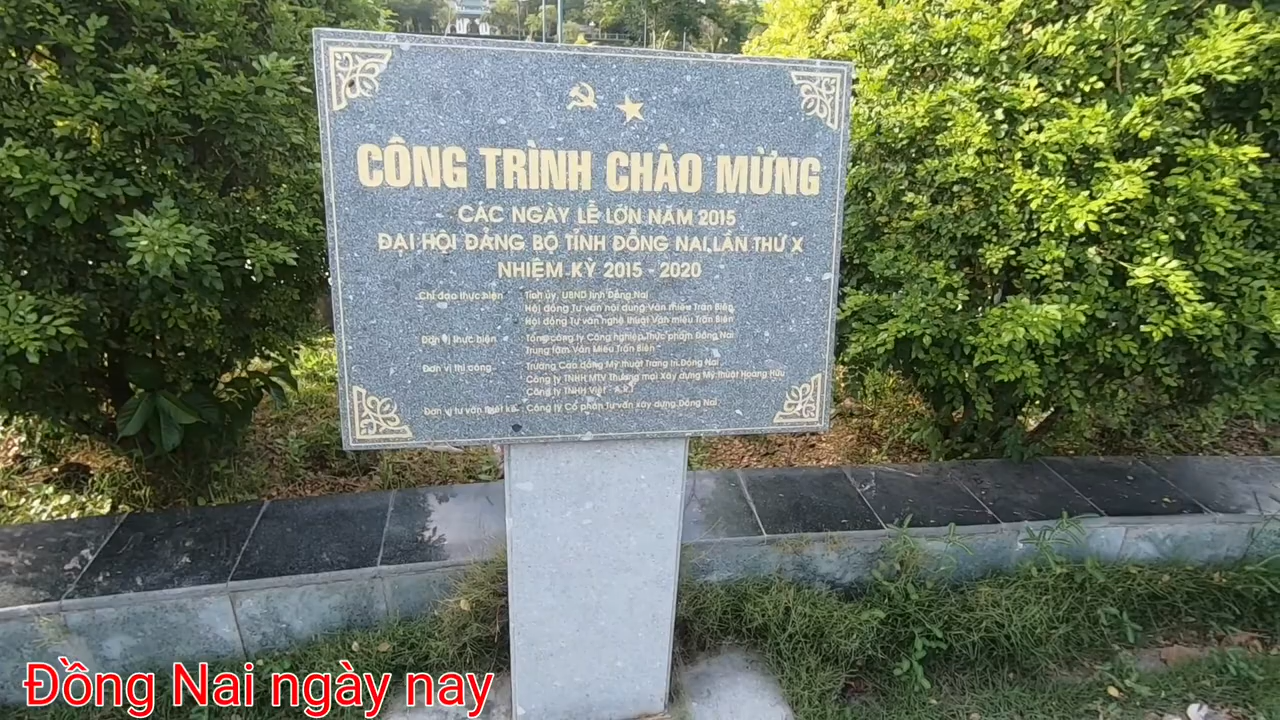 CÔNG TRÌNH CHÀO MỪNG
CÁC NGÀY LỄ LỚN NĂM 2015
ĐẠI HỘI ĐẢNG BỘ TỈNH ĐỒNG NAI LẦN THỨ X
NHIỆM KỲ 2015 - 2020
Chỉ đạo thực hiện : Tỉnh ủy, UBND tỉnh Đồng Nai
Hội đồng Tư vấn nội dung Văn miếu Trấn Biên
Hội đồng Tư vấn nghệ thuật Văn miếu Trấn Biên
Đơn vị thực hiện : Tổng công ty Công nghiệp Thực phẩm Đồng Nai
Trung tâm Văn Miếu Trấn Biên
Đơn vị thi công : Trường Cao đẳng Mỹ thuật Trang trí Đồng Nai
Công ty TNHH MTV Thương mại Xây dựng Mỹ thuật Hoàng Hữu
Công ty TNHH Việt
Đơn vị tư vấn thiết kế : Công ty Cổ phần Tư vấn xây dựng Đồng Nai
Đồng Nai ngày nay